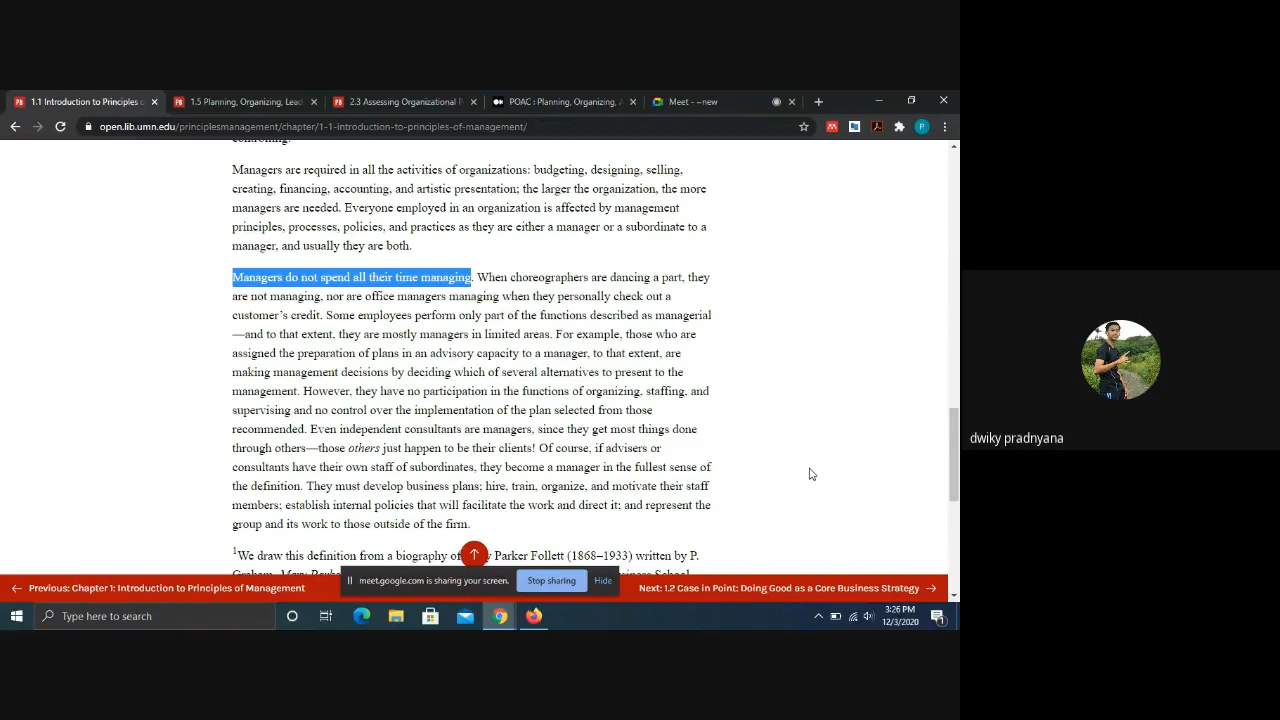 1.1 Introduction to Principles
1.5 Planning, Organizing, Lead
2.3 Assessing Organizational
POAC : Planning, Organizing,
Meet - ~new
open.lib.umn.edu/principlesmanagement/chapter/1-1-introduction-to-principles-of-management/
controlling.
Managers are required in all the activities of organizations: budgeting, designing, selling,
creating, financing, accounting, and artistic presentation; the larger the organization, the more
managers are needed. Everyone employed in an organization is affected by management
principles, processes, policies, and practices as they are either a manager or a subordinate to a
manager, and usually they are both.
Managers do not spend all their time managing. When choreographers are dancing a part, they
are not managing, nor are office managers managing when they personally check out a
customer’s credit. Some employees perform only part of the functions described as managerial
—and to that extent, they are mostly managers in limited areas. For example, those who are
assigned the preparation of plans in an advisory capacity to a manager, to that extent, are
making management decisions by deciding which of several alternatives to present to the
management. However, they have no participation in the functions of organizing, staffing, and
supervising and no control over the implementation of the plan selected from those
recommended. Even independent consultants are managers, since they get most things done
through others—those others just happen to be their clients! Of course, if advisers or
consultants have their own staff of subordinates, they become a manager in the fullest sense of
the definition. They must develop business plans; hire, train, organize, and motivate their staff
members; establish internal policies that will facilitate the work and direct it; and represent the
group and its work to those outside of the firm.
1We draw this definition from a biography of Parker Follett (1868–1933) written by P.
Graham,
meet.google.com is sharing your screen. Stop sharing Hide
Previous: Chapter 1: Introduction to Principles of Management
Next: 1.2 Case in Point: Doing Good as a Core Business Strategy
Type here to search
3:26 PM
12/3/2020
1
dwiky pradnyana